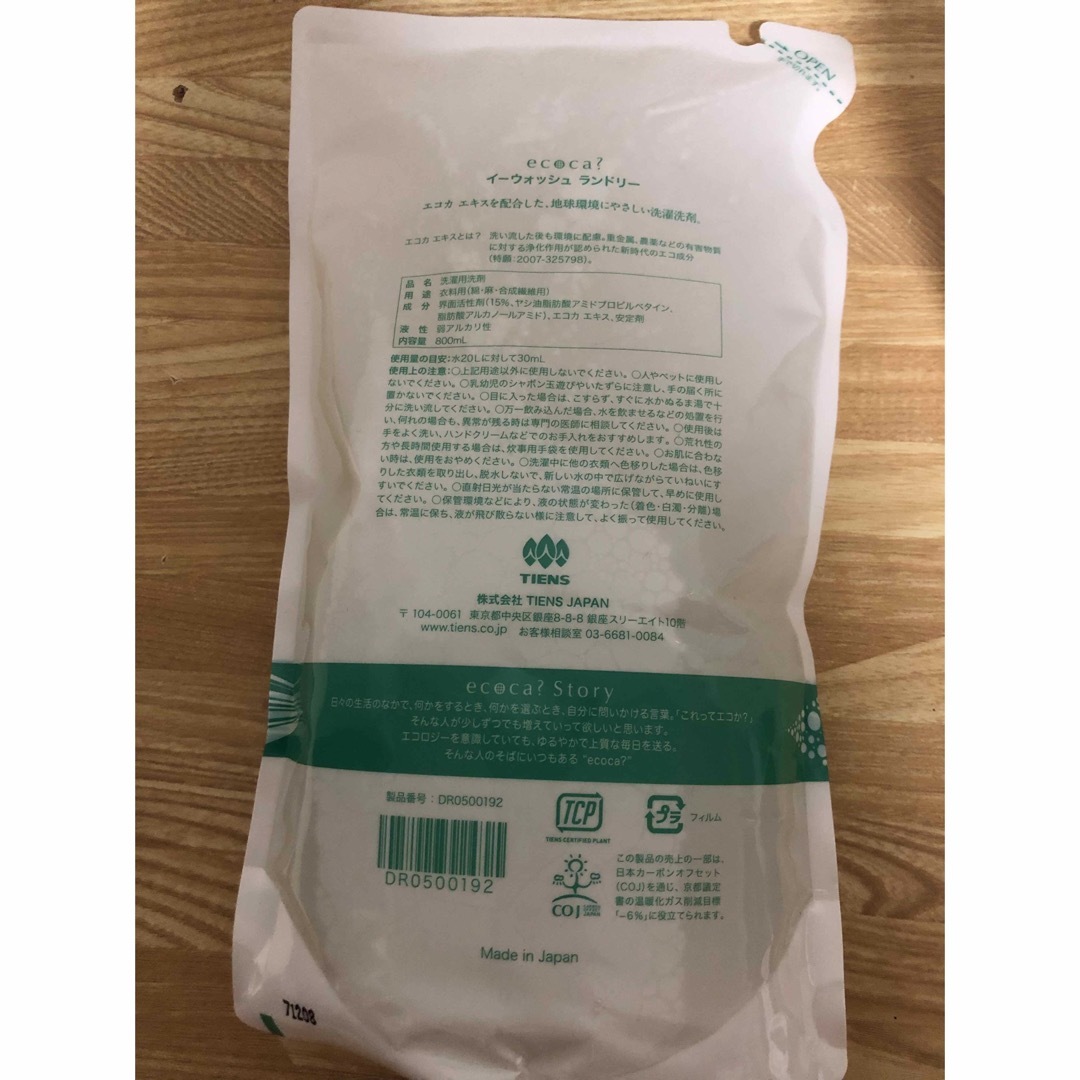 OPEN
手で切れます。
ecoca?
イーウォッシュ ランドリー
エコカ エキスを配合した、地球環境にやさしい洗濯洗剤。
エコカ エキスとは? 洗い流した後も環境に配慮。重金属、農薬などの有害物質
に対する浄化作用が認められた新時代のエコ成分
(特願:2007-325798)。
品 名 洗濯用洗剤
用 途 衣料用(綿・麻・合成繊維用)
成 分 界面活性剤(15%、ヤシ油脂肪酸アミドプロピルベタイン、
脂肪酸アルカノールアミド)、エコカ エキス、安定剤
液 性 弱アルカリ性
内容量 800mL
使用量の目安:水20Lに対して30mL
使用上の注意:○上記用途以外に使用しないでください。○人やペットに使用し
ないでください。○乳幼児のシャボン玉遊びやいたずらに注意し、手の届く所に
置かないでください。○目に入った場合は、こすらず、すぐに水かぬるま湯で十
分に洗い流してください。○万一飲み込んだ場合、水を飲ませるなどの処置を行
い、何れの場合も、異常が残る時は専門の医師に相談してください。○使用後は
手をよく洗い、ハンドクリームなどでのお手入れをおすすめします。○荒れ性の
方や長時間使用する場合は、炊事用手袋を使用してください。○お肌に合わな
い時は、使用をおやめください。○洗濯中に他の衣類へ色移りした場合は、色移
りした衣類を取り出し、脱水しないで、新しい水の中で広げながらていねいにす
すいでください。○直射日光が当たらない常温の場所に保管して、早めに使用し
てください。○保管環境などにより、液の状態が変わった(着色・白濁・分離)場
合は、常温に保ち、液が飛び散らない様に注意して、よく振って使用してください。
TIENS
株式会社 TIENS JAPAN
〒104-0061 東京都中央区銀座8-8-8 銀座スリーエイト10階
www.tiens.co.jp お客様相談室 03-6681-0084
ecoca? Story
日々の生活のなかで、何かをするとき、何かを選ぶとき、自分に問いかける言葉。「これってエコか?」
そんな人が少しずつでも増えていって欲しいと思います。
エコロジーを意識していても、ゆるやかで上質な毎日を送る。
そんな人のそばにいつもある "ecoca?"
製品番号:DR0500192
DR0500192
TCP
TIENS CERTIFIED PLANT
プラ
フィルム
COJ CARBON OFFSET JAPAN
この製品の売上の一部は、
日本カーボンオフセット
(COJ)を通じ、京都議定
書の温暖化ガス削減目標
「−6%」に役立てられます。
Made in Japan
71208